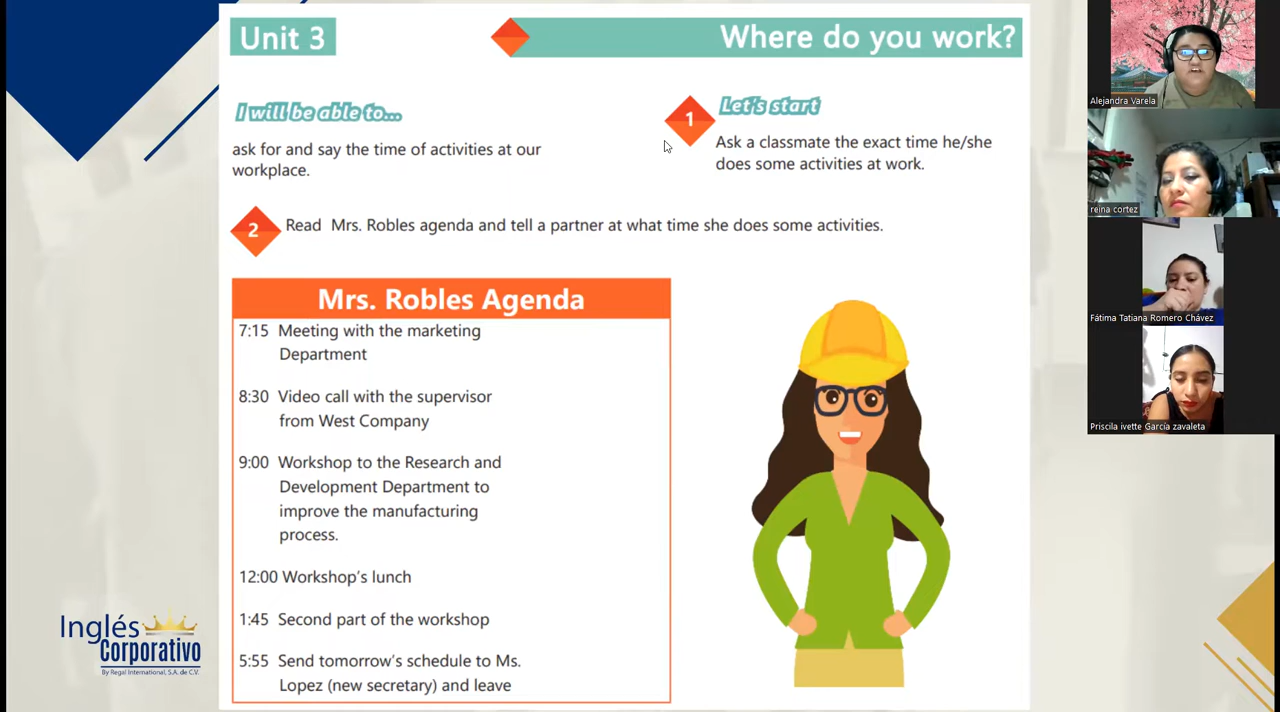 Unit 3
Where do you work?
I will be able to...
ask for and say the time of activities at our
workplace.
1
Let's start
Ask a classmate the exact time he/she
does some activities at work.
2
Read Mrs. Robles agenda and tell a partner at what time she does some activities.
Mrs. Robles Agenda
7:15 Meeting with the marketing
Department
8:30 Video call with the supervisor
from West Company
9:00 Workshop to the Research and
Development Department to
improve the manufacturing
process.
12:00 Workshop's lunch
1:45 Second part of the workshop
5:55 Send tomorrow's schedule to Ms.
Lopez (new secretary) and leave
Inglés
Corporativo
By Regal International, S.A. de C.V.
Alejandra Varela
reina cortez
Fátima Tatiana Romero Chávez
Priscila ivette García zavaleta